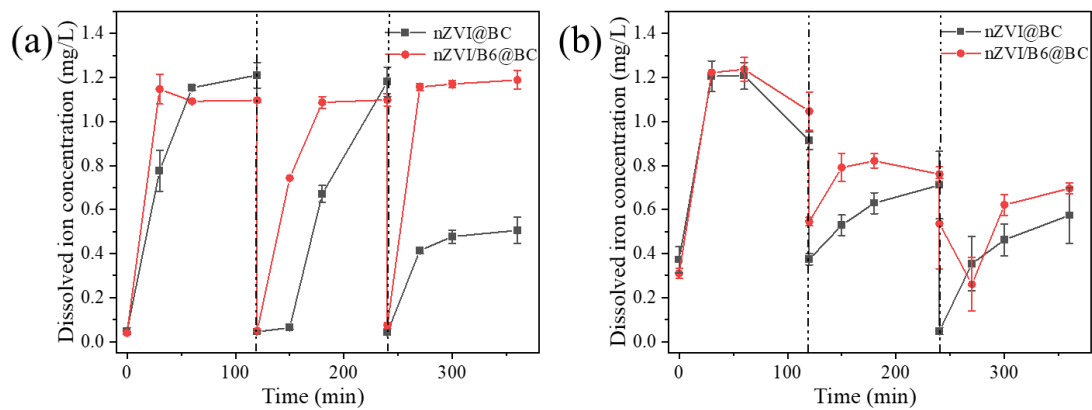 (a)
Dissolved ion concentration (mg/L)
1.4
1.2
1.0
0.8
0.6
0.4
0.2
0.0
nZVI@BC
nZVI/B6@BC
0
100
200
300
Time (min)
(b)
Dissolved iron concentration (mg/L)
1.4
1.2
1.0
0.8
0.6
0.4
0.2
0.0
nZVI@BC
nZVI/B6@BC
0
100
200
300
Time (min)